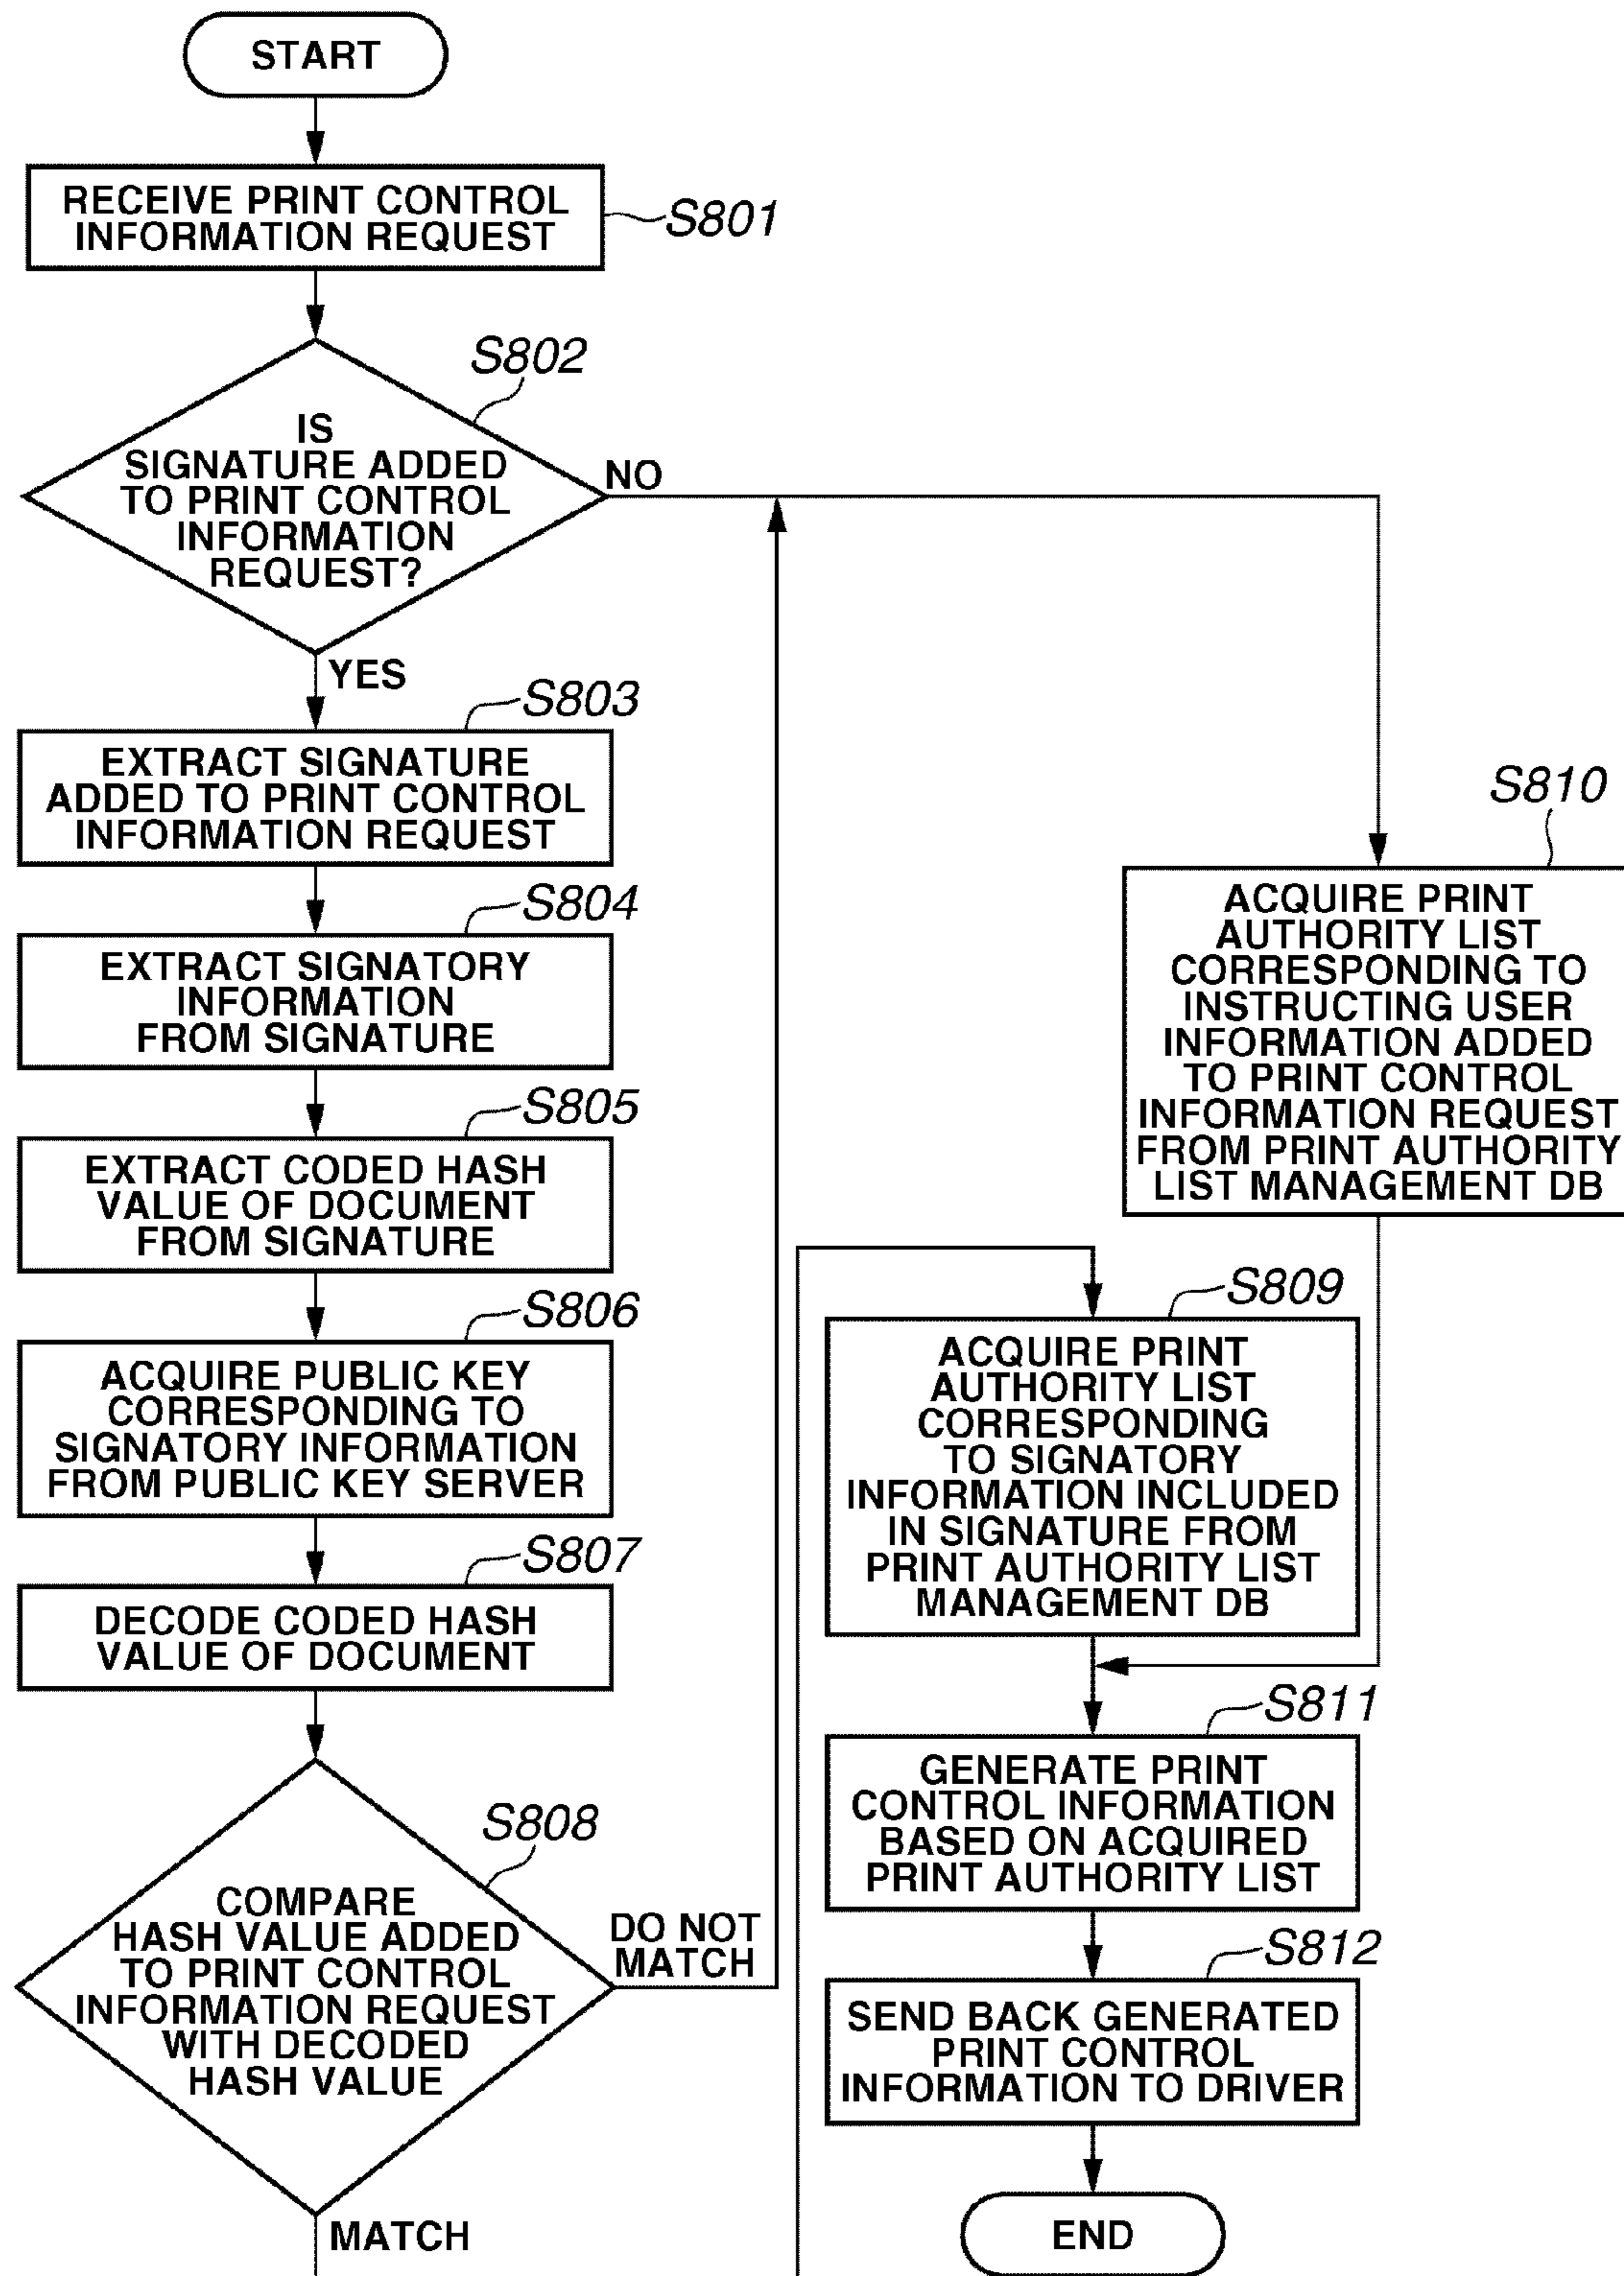 START
RECEIVE PRINT CONTROL
INFORMATION REQUEST
S801
S802
IS
SIGNATURE ADDED
TO PRINT CONTROL
INFORMATION
REQUEST?
NO
YES
S803
EXTRACT SIGNATURE
ADDED TO PRINT CONTROL
INFORMATION REQUEST
S804
EXTRACT SIGNATORY
INFORMATION
FROM SIGNATURE
S805
EXTRACT CODED HASH
VALUE OF DOCUMENT
FROM SIGNATURE
S806
ACQUIRE PUBLIC KEY
CORRESPONDING TO
SIGNATORY INFORMATION
FROM PUBLIC KEY SERVER
S807
DECODE CODED HASH
VALUE OF DOCUMENT
S808
COMPARE
HASH VALUE ADDED
TO PRINT CONTROL
INFORMATION REQUEST
WITH DECODED
HASH VALUE
DO NOT
MATCH
MATCH
S810
ACQUIRE PRINT
AUTHORITY LIST
CORRESPONDING TO
INSTRUCTING USER
INFORMATION ADDED
TO PRINT CONTROL
INFORMATION REQUEST
FROM PRINT AUTHORITY
LIST MANAGEMENT DB
S809
ACQUIRE PRINT
AUTHORITY LIST
CORRESPONDING
TO SIGNATORY
INFORMATION INCLUDED
IN SIGNATURE FROM
PRINT AUTHORITY LIST
MANAGEMENT DB
S811
GENERATE PRINT
CONTROL INFORMATION
BASED ON ACQUIRED
PRINT AUTHORITY LIST
S812
SEND BACK GENERATED
PRINT CONTROL
INFORMATION TO DRIVER
END